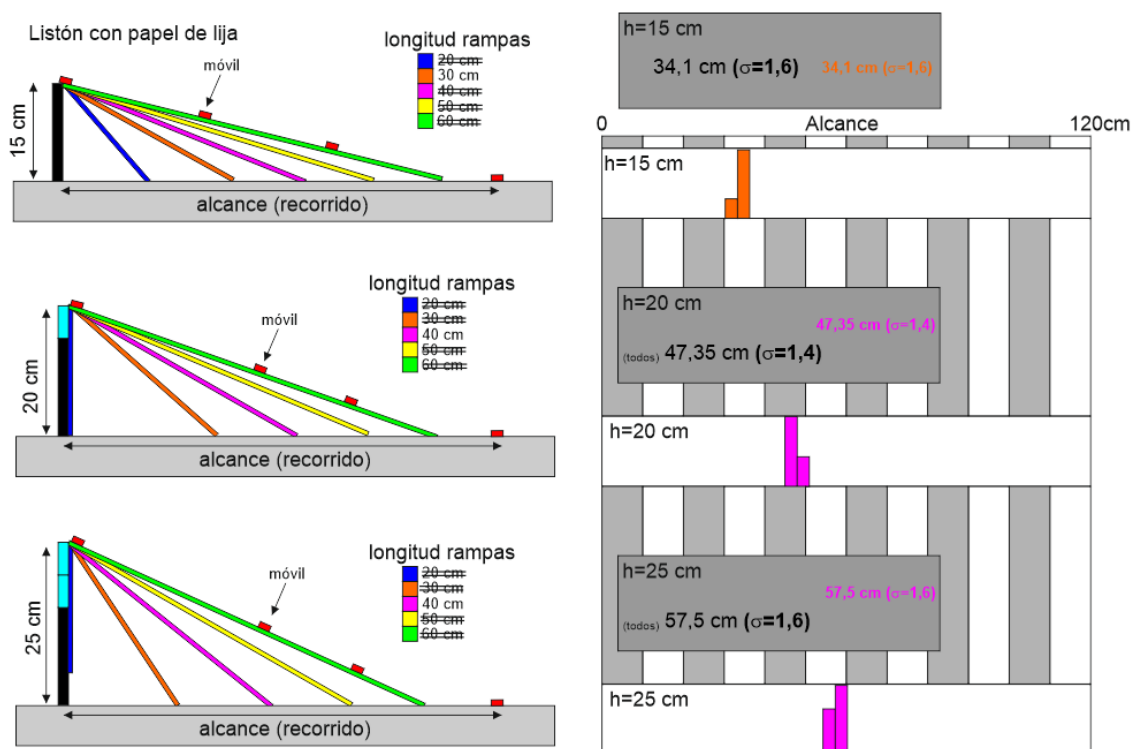 Listón con papel de lija
longitud rampas
20 cm
30 cm
40 cm
50 cm
60 cm
móvil
15 cm
alcance (recorrido)
longitud rampas
20 cm
30 cm
40 cm
50 cm
60 cm
móvil
20 cm
alcance (recorrido)
longitud rampas
20 cm
30 cm
40 cm
50 cm
60 cm
móvil
25 cm
alcance (recorrido)
h=15 cm
34,1 cm (σ=1,6) 34,1 cm (σ=1,6)
0 Alcance 120cm
h=15 cm
h=20 cm
47,35 cm (σ=1,4)
(todos) 47,35 cm (σ=1,4)
h=20 cm
h=25 cm
57,5 cm (σ=1,6)
(todos) 57,5 cm (σ=1,6)
h=25 cm